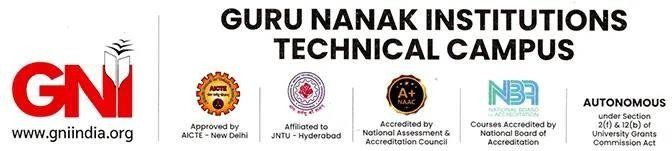 GURU NANAK INSTITUTIONS
TECHNICAL CAMPUS
GNI
www.gniindia.org
AICTE
Approved by
AICTE - New Delhi
Affiliated to
JNTU - Hyderabad
A+
NAAC
Accredited by
National Assessment &
Accreditation Council
NBA
NATIONAL BOARD
OF ACCREDITATION
Courses Accredited by
National Board of
Accreditation
AUTONOMOUS
under Section
2(f) & 12(b) of
University Grants
Commission Act